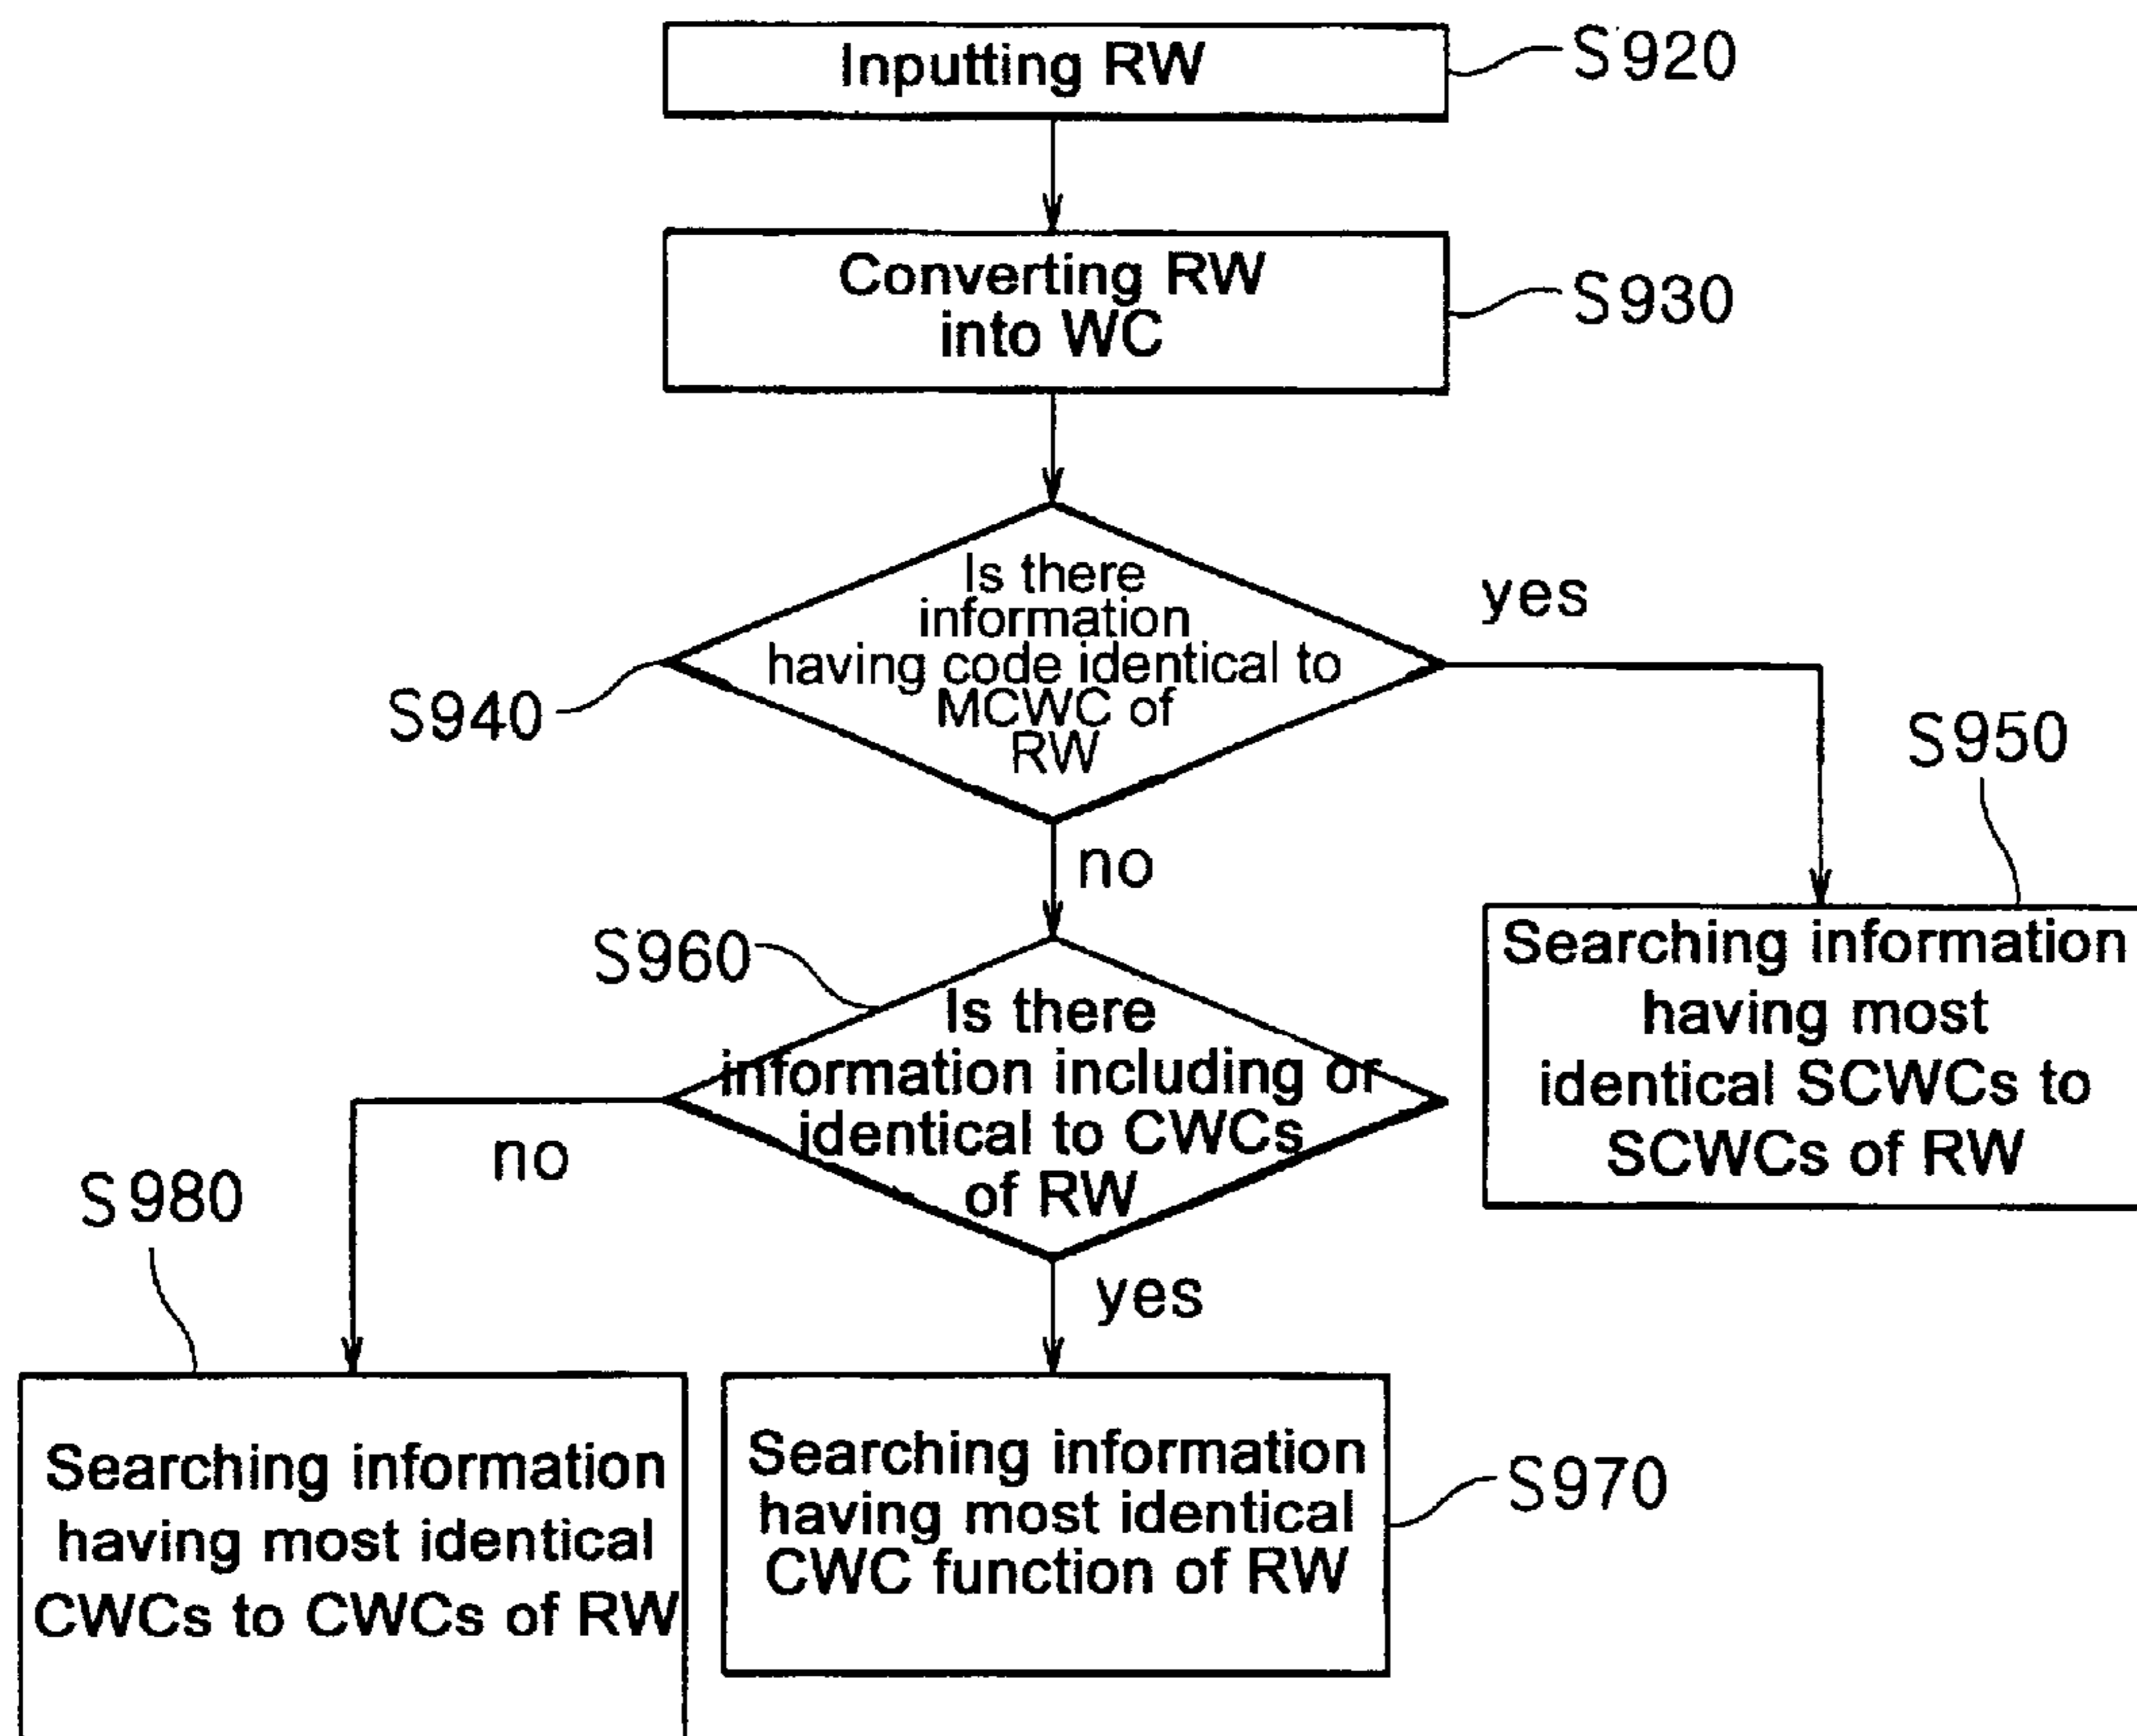 Inputting RW
S920
Converting RW
into WC
S930
Is there
information
having code identical to
MCWC of
RW
S940
yes
no
S950
Searching information
having most
identical SCWCs to
SCWCs of RW
S960
Is there
information including or
identical to CWCs
of RW
no
yes
S980
Searching information
having most identical
CWCs to CWCs of RW
Searching information
having most identical
CWC function of RW
S970